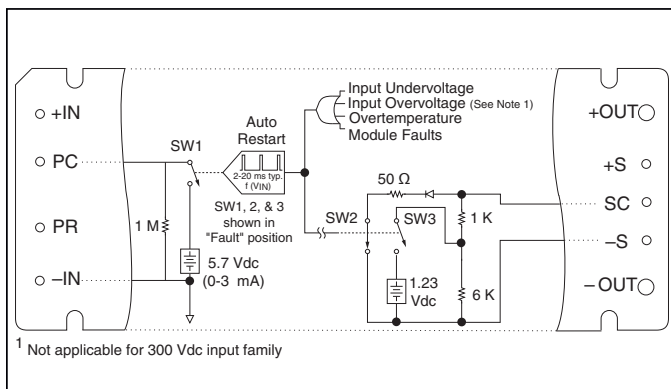 +IN
PC
PR
–IN
1 M
SW1
5.7 Vdc
(0-3 mA)
Auto
Restart
2-20 ms typ.
f (VIN)
SW1, 2, & 3
shown in
"Fault" position
Input Undervoltage
Input Overvoltage (See Note 1)
Overtemperature
Module Faults
50 Ω
SW2
SW3
1 K
1.23
Vdc
6 K
+OUT
+S
SC
–S
–OUT
1 Not applicable for 300 Vdc input family